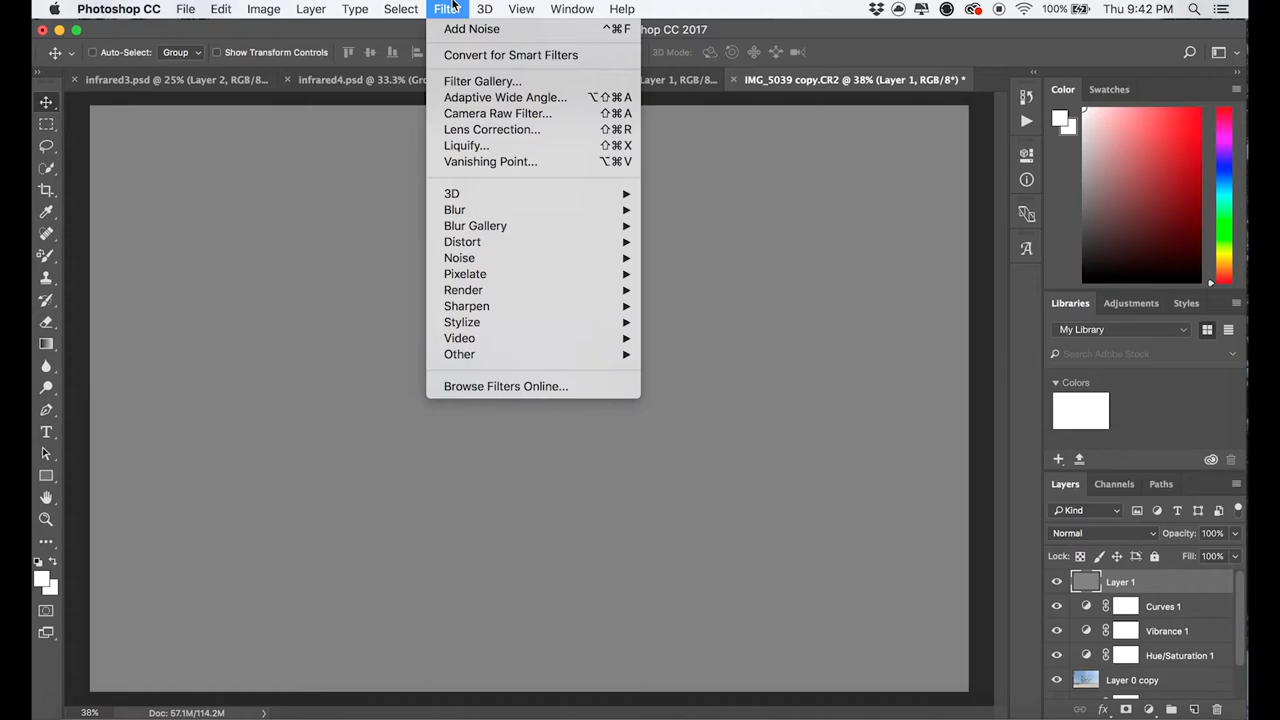 Photoshop CC File Edit Image Layer Type Select Filter 3D View Window Help 100% Thu 9:42 PM
shop CC 2017
Auto-Select: Group Show Transform Controls 3D Mode:
infrared3.psd @ 25% (Layer 2, RGB/8... infrared4.psd @ 33.3% (Gro Layer 1, RGB/8... IMG_5039 copy.CR2 @ 38% (Layer 1, RGB/8*) *
Add Noise ^⌘F
Convert for Smart Filters
Filter Gallery...
Adaptive Wide Angle... ⌥⇧⌘A
Camera Raw Filter... ⇧⌘A
Lens Correction... ⇧⌘R
Liquify... ⇧⌘X
Vanishing Point... ⌥⌘V
3D
Blur
Blur Gallery
Distort
Noise
Pixelate
Render
Sharpen
Stylize
Video
Other
Browse Filters Online...
Color Swatches
Libraries Adjustments Styles
My Library
Search Adobe Stock
Colors
Layers Channels Paths
Kind
Normal Opacity: 100%
Lock: Fill: 100%
Layer 1
Curves 1
Vibrance 1
Hue/Saturation 1
Layer 0 copy
38% Doc: 57.1M/114.2M